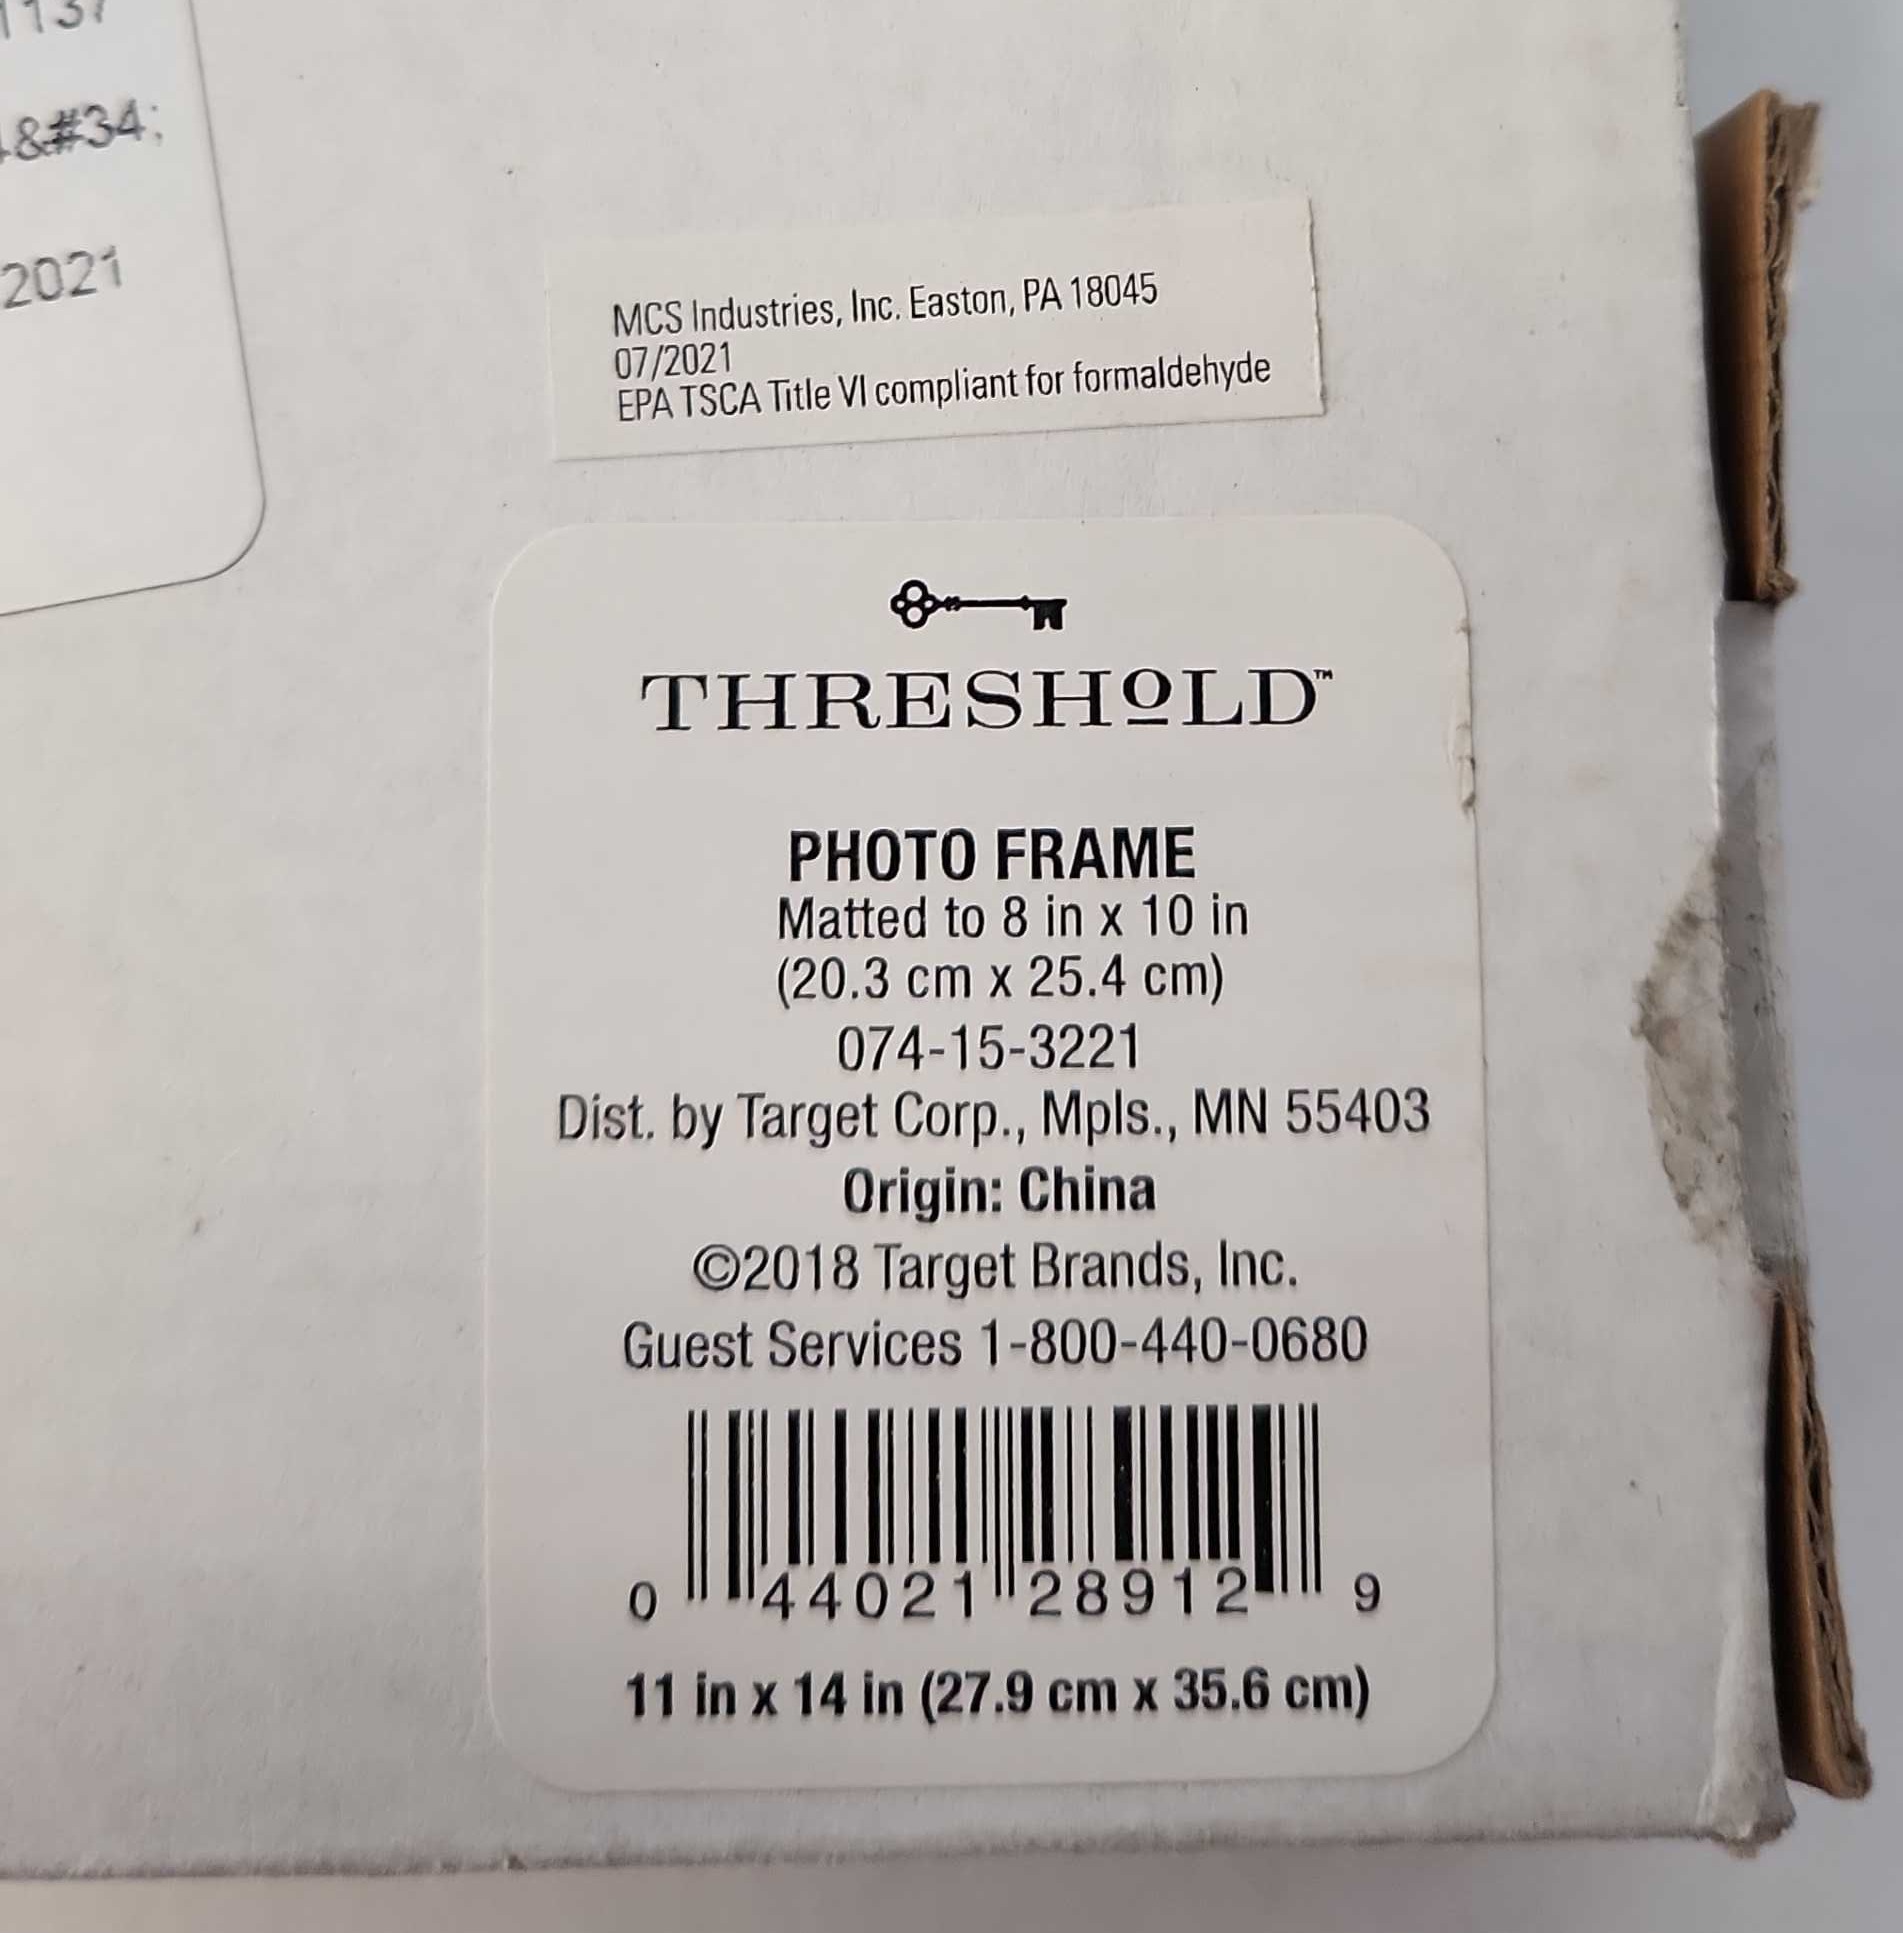 &#34;
2021
MCS Industries, Inc. Easton, PA 18045
07/2021
EPA TSCA Title VI compliant for formaldehyde
THRESHOLD™
PHOTO FRAME
Matted to 8 in x 10 in
(20.3 cm x 25.4 cm)
074-15-3221
Dist. by Target Corp., Mpls., MN 55403
Origin: China
©2018 Target Brands, Inc.
Guest Services 1-800-440-0680
0 44021 28912 9
11 in x 14 in (27.9 cm x 35.6 cm)